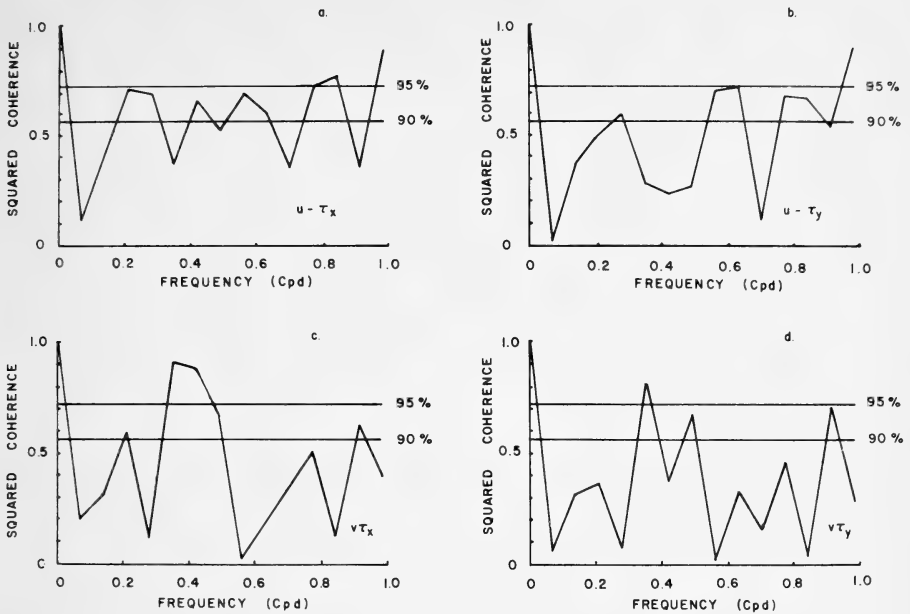 a.
SQUARED COHERENCE
1.0
0.5
0
95%
90%
u - τx
0 0.2 0.4 0.6 0.8 1.0
FREQUENCY (Cpd)
b.
SQUARED COHERENCE
1.0
0.5
0
95%
90%
u - τy
0 0.2 0.4 0.6 0.8 1.0
FREQUENCY (Cpd)
c.
SQUARED COHERENCE
1.0
0.5
C
95%
90%
vτx
0 0.2 0.4 0.6 0.8 1.0
FREQUENCY (Cpd)
d.
SQUARED COHERENCE
1.0
0.5
0
95%
90%
vτy
0 0.2 0.4 0.6 0.8 1.0
FREQUENCY (Cpd)